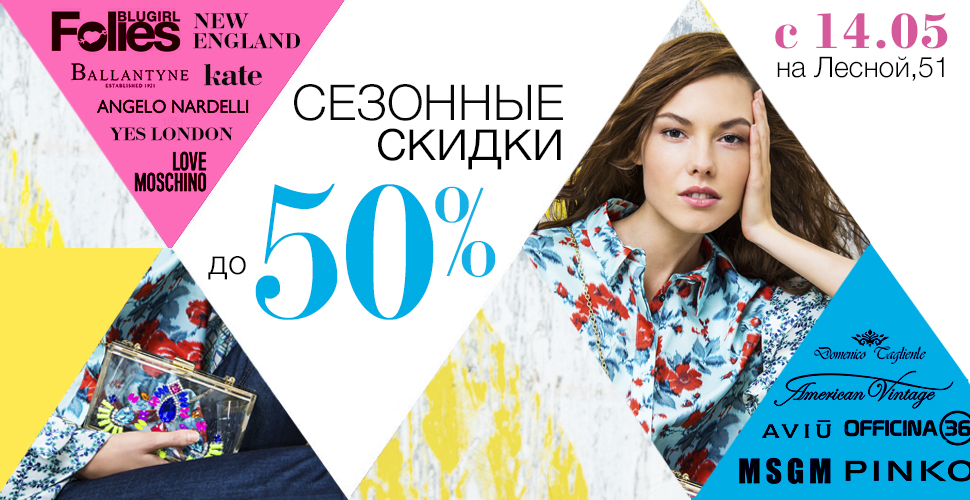 BLUGIRL
Folies
NEW
ENGLAND
BALLANTYNE
ESTABLISHED 1921
kate
ANGELO NARDELLI
YES LONDON
LOVE
MOSCHINO
СЕЗОННЫЕ
СКИДКИ
до 50%
с 14.05
на Лесной,51
Domenico Tagliente
American Vintage
AVIŪ
OFFICINA 36
MSGM
PINKO